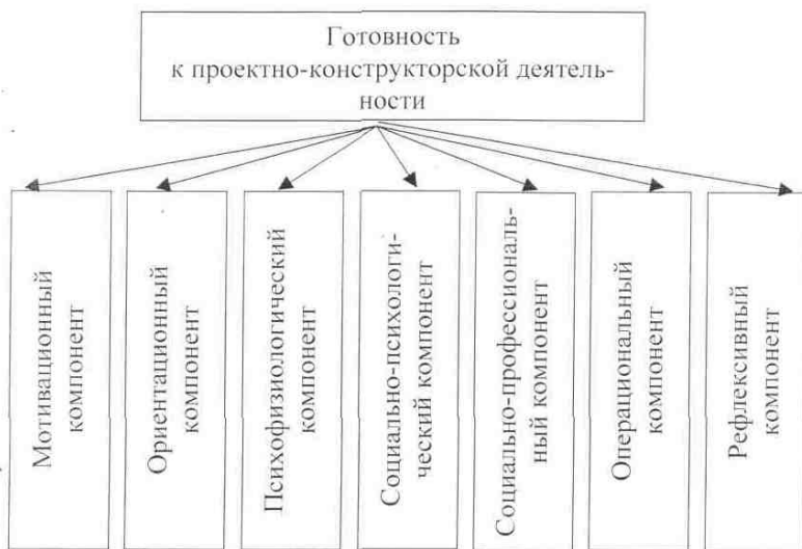 Готовность
к проектно-конструкторской деятель-
ности
Мотивационный
компонент
Ориентационный
компонент
Психофизиологический
компонент
Социально-психологи-
ческий компонент
Социально-профессиональ-
ный компонент
Операциональный
компонент
Рефлексивный
компонент